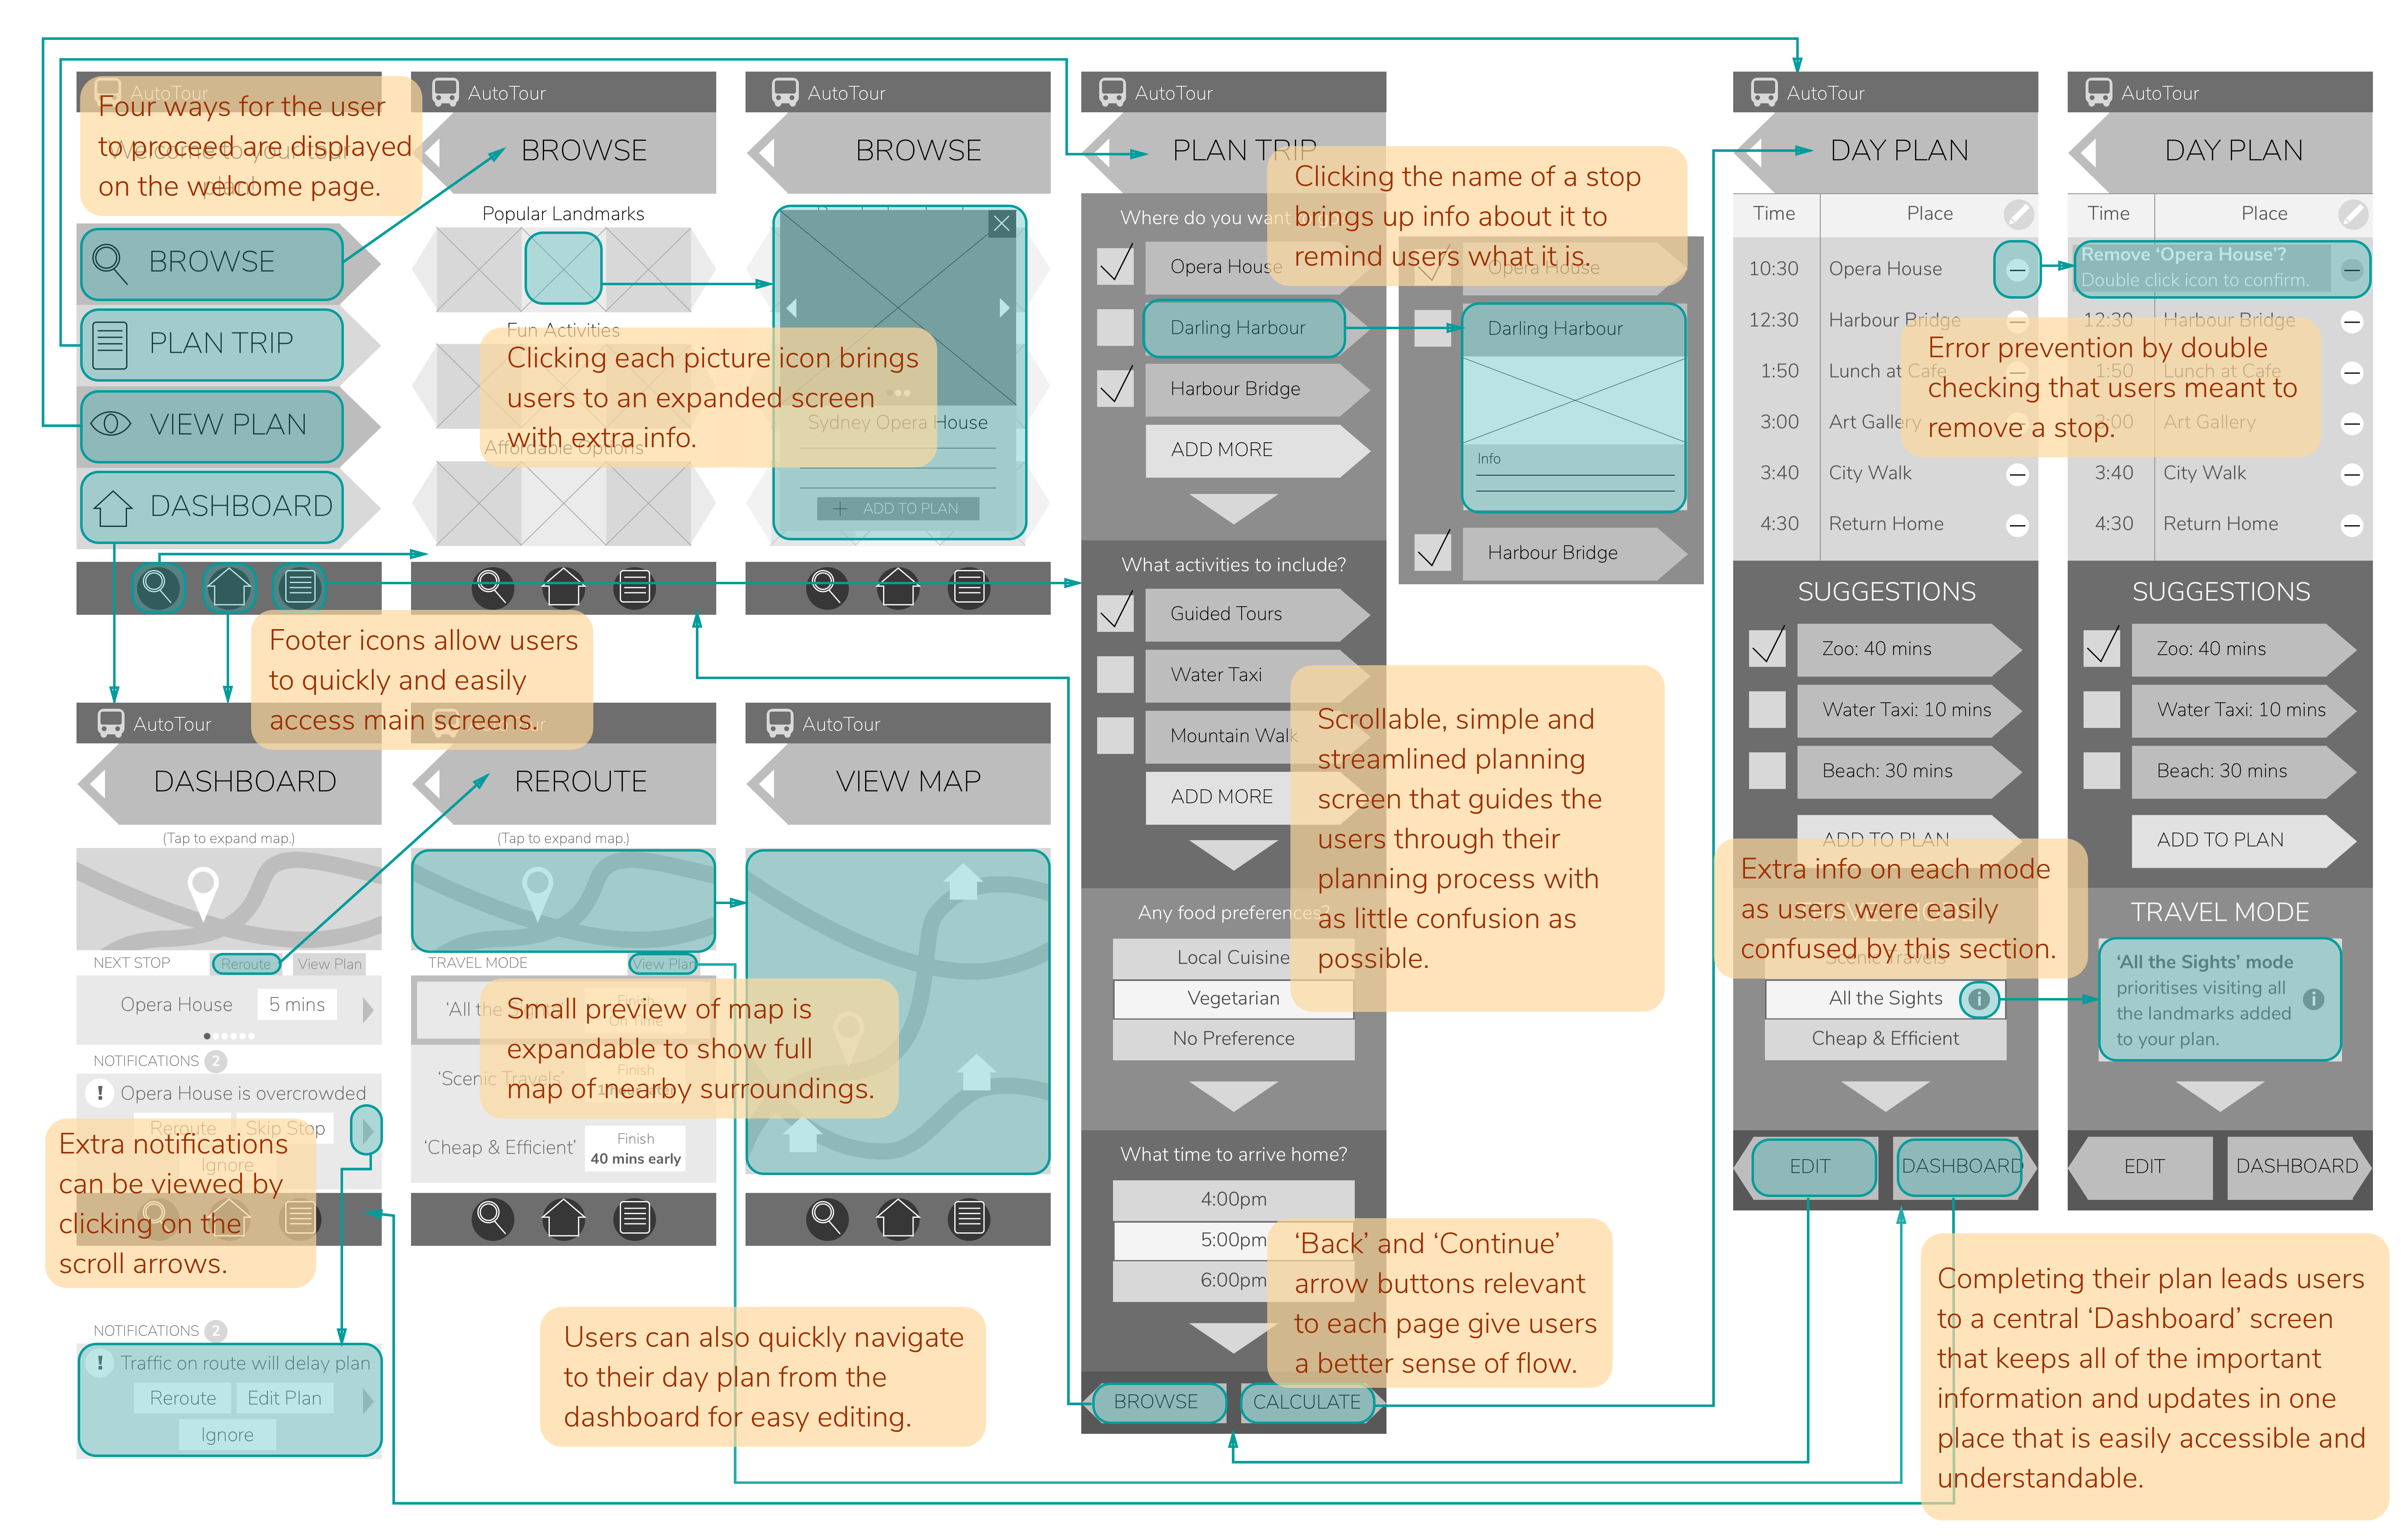 AutoTour
Welcome to your tour
plan!
Four ways for the user
to proceed are displayed
on the welcome page.
BROWSE
PLAN TRIP
VIEW PLAN
DASHBOARD
AutoTour
BROWSE
Popular Landmarks
Fun Activities
Affordable Options
Clicking each picture icon brings
users to an expanded screen
with extra info.
AutoTour
BROWSE
Sydney Opera House
ADD TO PLAN
Footer icons allow users
to quickly and easily
access main screens.
AutoTour
PLAN TRIP
Where do you want
Opera House
Darling Harbour
Harbour Bridge
ADD MORE
What activities to include?
Guided Tours
Water Taxi
Mountain Walk
ADD MORE
Any food preferences?
Local Cuisine
Vegetarian
No Preference
What time to arrive home?
4:00pm
5:00pm
6:00pm
BROWSE
CALCULATE
Clicking the name of a stop
brings up info about it to
remind users what it is.
Opera House
Darling Harbour
Info
Harbour Bridge
Scrollable, simple and
streamlined planning
screen that guides the
users through their
planning process with
as little confusion as
possible.
‘Back’ and ‘Continue’
arrow buttons relevant
to each page give users
a better sense of flow.
AutoTour
DAY PLAN
Time Place
10:30 Opera House
12:30 Harbour Bridge
1:50 Lunch at Cafe
3:00 Art Gallery
3:40 City Walk
4:30 Return Home
SUGGESTIONS
Zoo: 40 mins
Water Taxi: 10 mins
Beach: 30 mins
ADD TO PLAN
TRAVEL MODE
Scenic Travels
All the Sights i
Cheap & Efficient
EDIT
DASHBOARD
Error prevention by double
checking that users meant to
remove a stop.
Extra info on each mode
as users were easily
confused by this section.
AutoTour
DAY PLAN
Time Place
Remove ‘Opera House’?
Double click icon to confirm.
12:30 Harbour Bridge
1:50 Lunch at Cafe
3:00 Art Gallery
3:40 City Walk
4:30 Return Home
SUGGESTIONS
Zoo: 40 mins
Water Taxi: 10 mins
Beach: 30 mins
ADD TO PLAN
TRAVEL MODE
‘All the Sights’ mode
prioritises visiting all
the landmarks added
to your plan.
i
EDIT
DASHBOARD
Completing their plan leads users
to a central ‘Dashboard’ screen
that keeps all of the important
information and updates in one
place that is easily accessible and
understandable.
AutoTour
DASHBOARD
(Tap to expand map.)
NEXT STOP Reroute View Plan
Opera House 5 mins
NOTIFICATIONS 2
! Opera House is overcrowded
Reroute Skip Stop
Ignore
Extra notifications
can be viewed by
clicking on the
scroll arrows.
NOTIFICATIONS 2
! Traffic on route will delay plan
Reroute Edit Plan
Ignore
AutoTour
REROUTE
(Tap to expand map.)
TRAVEL MODE View Plan
‘All the Sights’
Finish
On Time
‘Scenic Travels’
Finish
1 hour later
‘Cheap & Efficient’
Finish
40 mins early
Small preview of map is
expandable to show full
map of nearby surroundings.
AutoTour
VIEW MAP
Users can also quickly navigate
to their day plan from the
dashboard for easy editing.